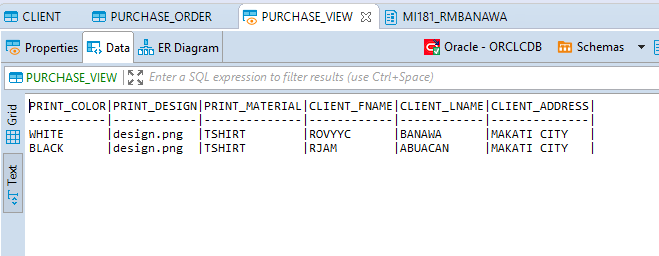 CLIENT PURCHASE_ORDER PURCHASE_VIEW MI181_RMBANAWA
Properties Data ER Diagram Oracle - ORCLCDB Schemas
PURCHASE_VIEW Enter a SQL expression to filter results (use Ctrl+Space)
Grid
Text
PRINT_COLOR|PRINT_DESIGN|PRINT_MATERIAL|CLIENT_FNAME|CLIENT_LNAME|CLIENT_ADDRESS|
-----------|------------|--------------|------------|------------|--------------|
WHITE      |design.png  |TSHIRT        |ROVYYC      |BANAWA      |MAKATI CITY   |
BLACK      |design.png  |TSHIRT        |RJAM        |ABUACAN     |MAKATI CITY   |